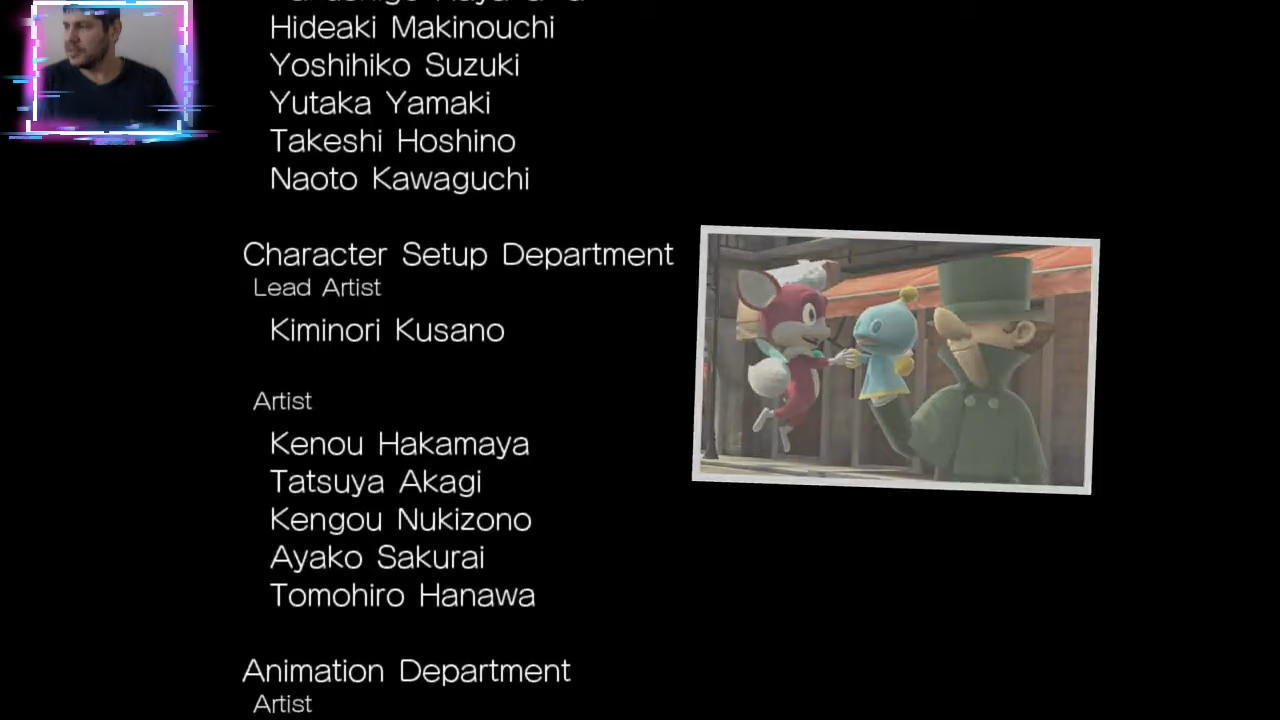 Hideaki Makinouchi
Yoshihiko Suzuki
Yutaka Yamaki
Takeshi Hoshino
Naoto Kawaguchi
Character Setup Department
Lead Artist
Kiminori Kusano
Artist
Kenou Hakamaya
Tatsuya Akagi
Kengou Nukizono
Ayako Sakurai
Tomohiro Hanawa
Animation Department
Artist